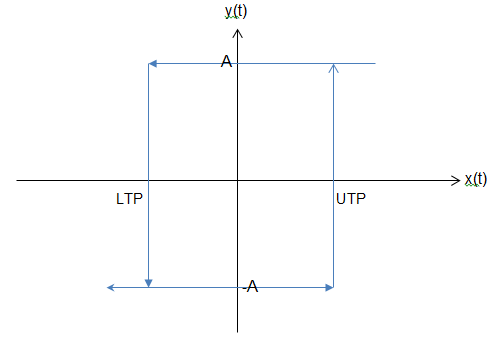 y(t)
A
x(t)
LTP
UTP
-A